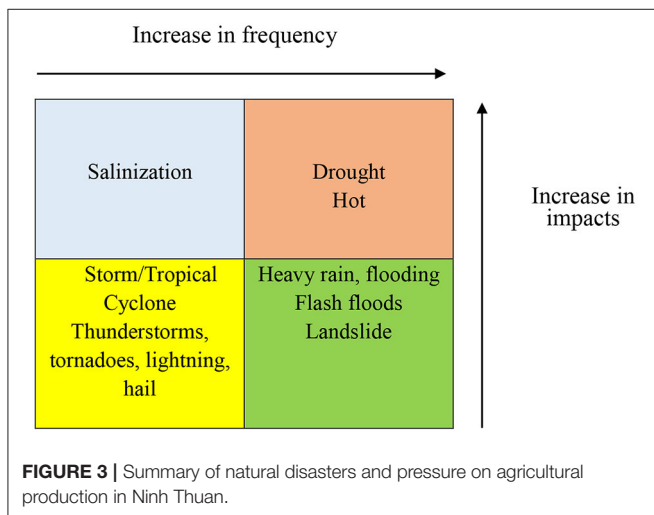 Increase in frequency
Salinization
Drought
Hot
Increase in
impacts
Storm/Tropical
Cyclone
Thunderstorms,
tornadoes, lightning,
hail
Heavy rain, flooding
Flash floods
Landslide
FIGURE 3 | Summary of natural disasters and pressure on agricultural
production in Ninh Thuan.